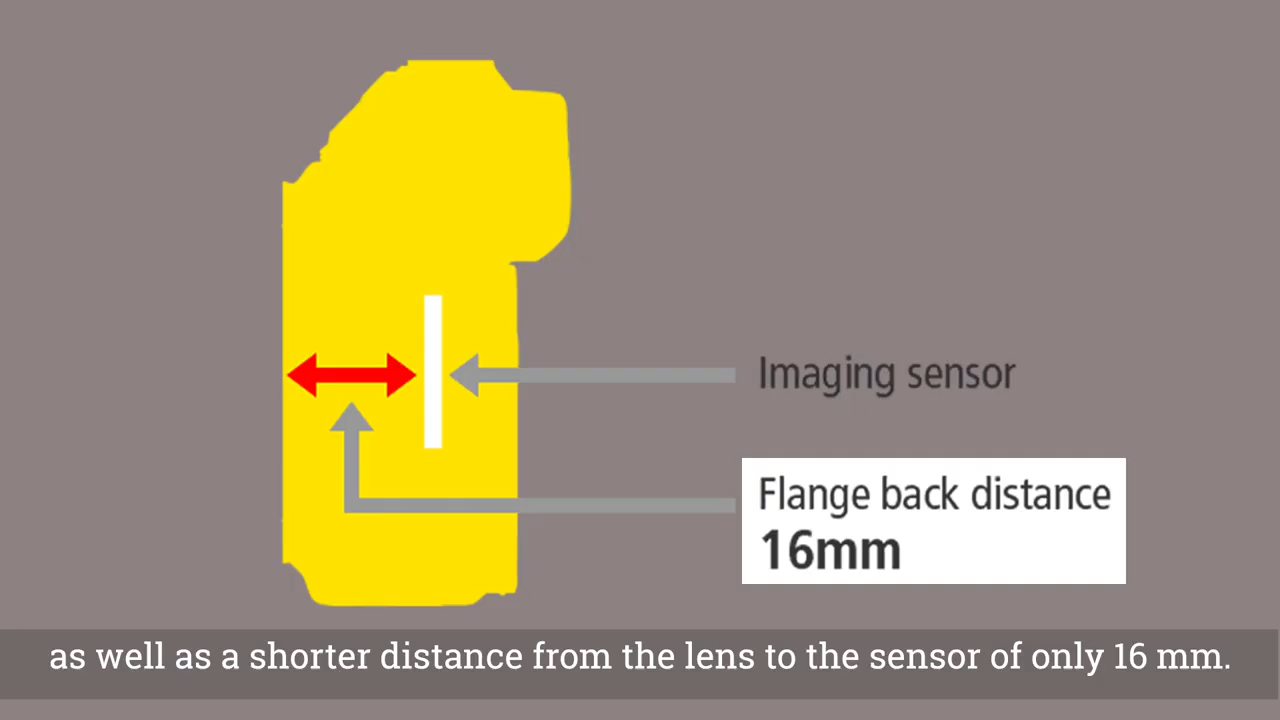 Imaging sensor
Flange back distance
16mm
as well as a shorter distance from the lens to the sensor of only 16 mm.